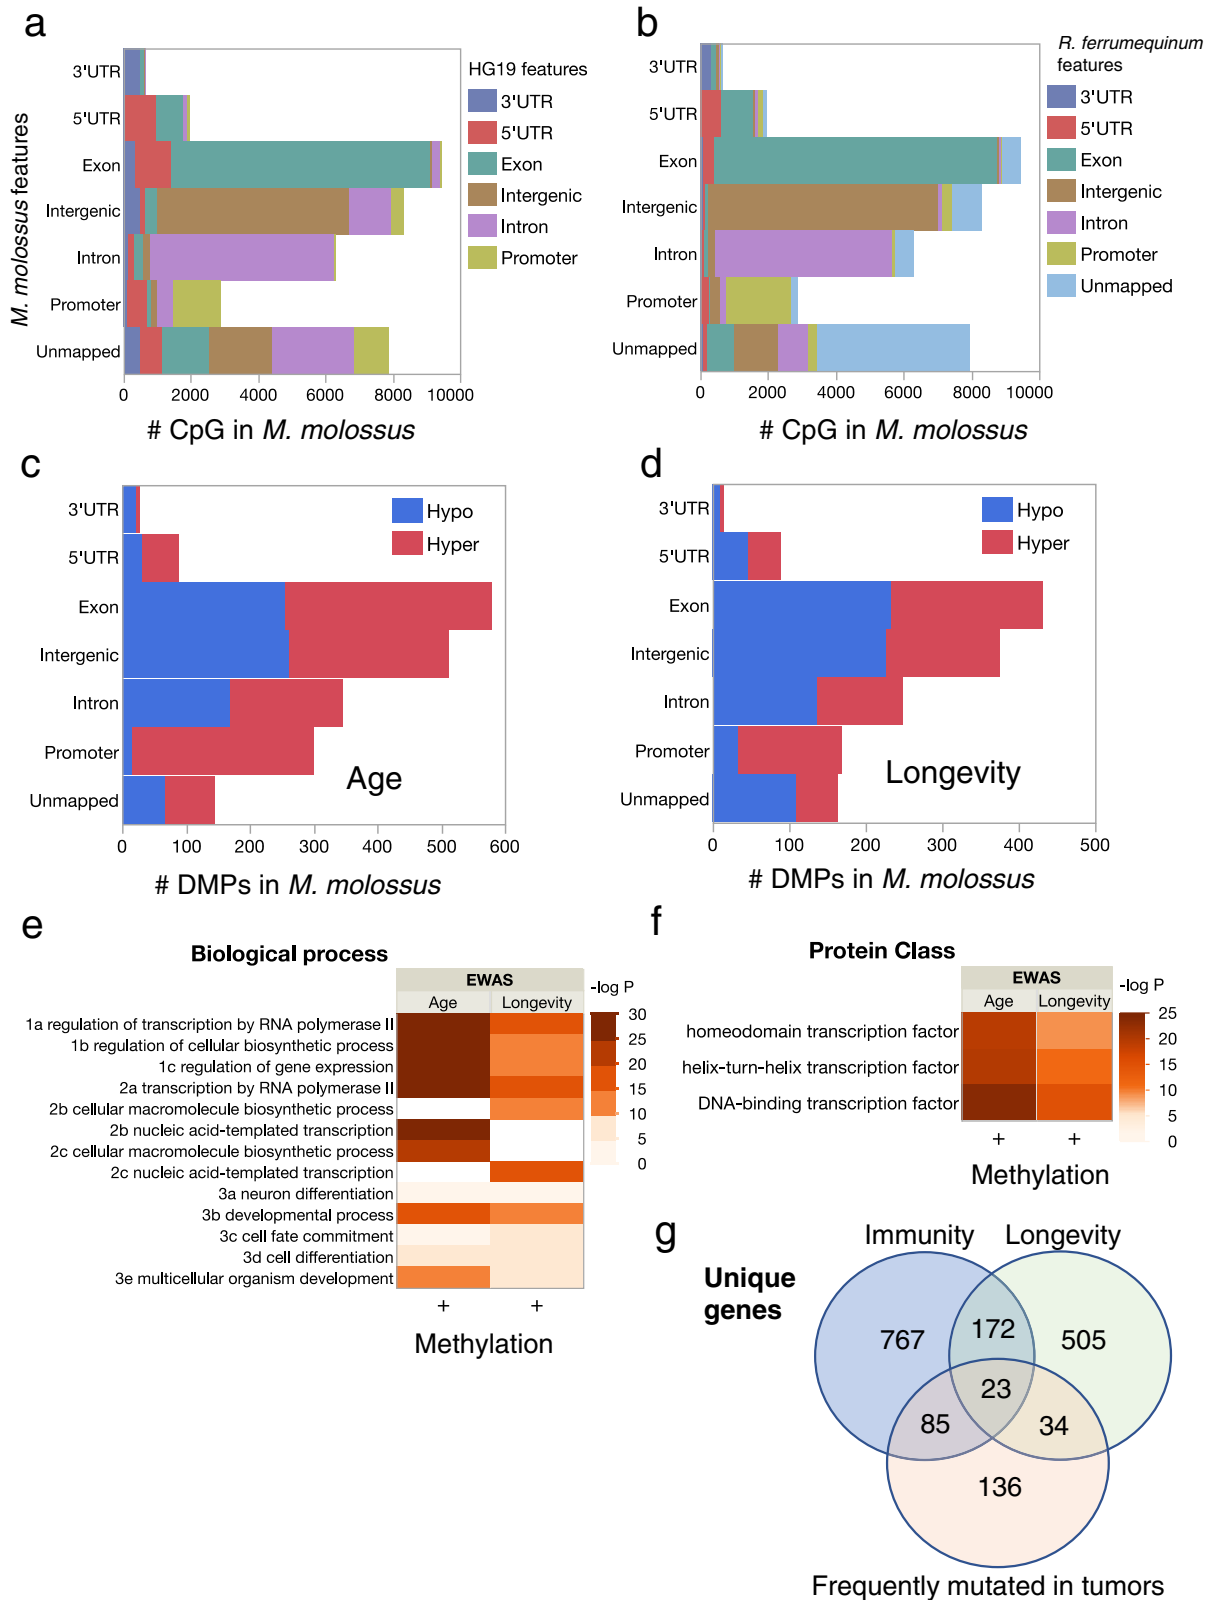 a
M. molossus features
3'UTR
5'UTR
Exon
Intergenic
Intron
Promoter
Unmapped
0 2000 4000 6000 8000 10000
# CpG in M. molossus
HG19 features
3'UTR
5'UTR
Exon
Intergenic
Intron
Promoter
b
3'UTR
5'UTR
Exon
Intergenic
Intron
Promoter
Unmapped
0 2000 4000 6000 8000 10000
# CpG in M. molossus
R. ferrumequinum
features
3'UTR
5'UTR
Exon
Intergenic
Intron
Promoter
Unmapped
c
3'UTR
5'UTR
Exon
Intergenic
Intron
Promoter
Unmapped
Hypo
Hyper
Age
0 100 200 300 400 500 600
# DMPs in M. molossus
d
3'UTR
5'UTR
Exon
Intergenic
Intron
Promoter
Unmapped
Hypo
Hyper
Longevity
0 100 200 300 400 500
# DMPs in M. molossus
e
Biological process
EWAS
Age Longevity
1a regulation of transcription by RNA polymerase II
1b regulation of cellular biosynthetic process
1c regulation of gene expression
2a transcription by RNA polymerase II
2b cellular macromolecule biosynthetic process
2b nucleic acid-templated transcription
2c cellular macromolecule biosynthetic process
2c nucleic acid-templated transcription
3a neuron differentiation
3b developmental process
3c cell fate commitment
3d cell differentiation
3e multicellular organism development
+ +
Methylation
-log P
30
25
20
15
10
5
0
f
Protein Class
EWAS
Age Longevity
homeodomain transcription factor
helix-turn-helix transcription factor
DNA-binding transcription factor
+ +
Methylation
-log P
25
20
15
10
5
0
g
Unique
genes
Immunity Longevity
767 172 505
23
85 34
136
Frequently mutated in tumors